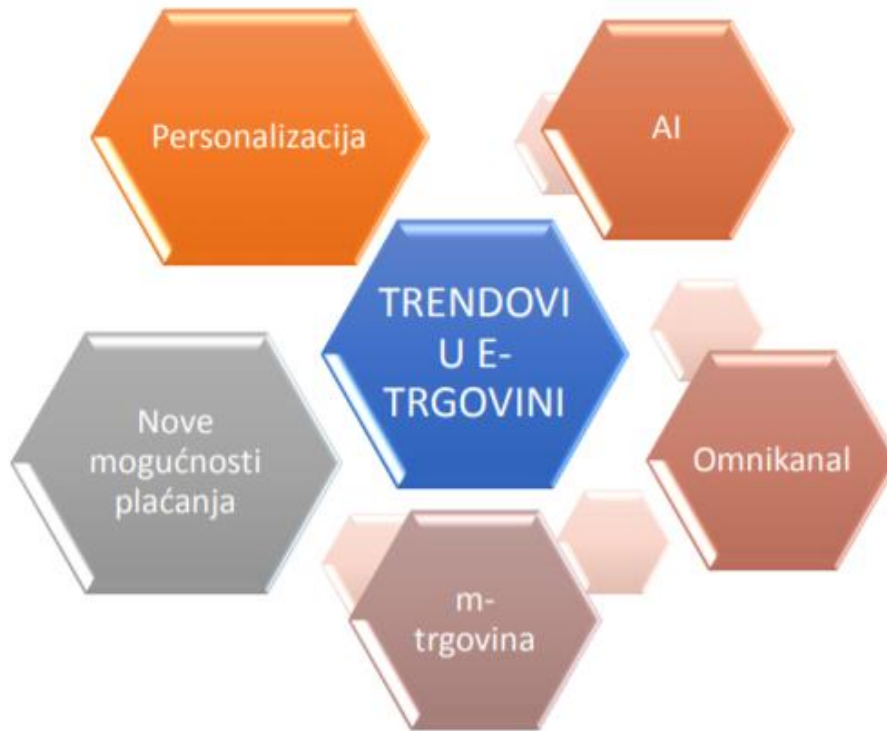 Personalizacija
AI
TRENDOVI
U E-
TRGOVINI
Nove
mogućnosti
plaćanja
Omnikanal
m-
trgovina